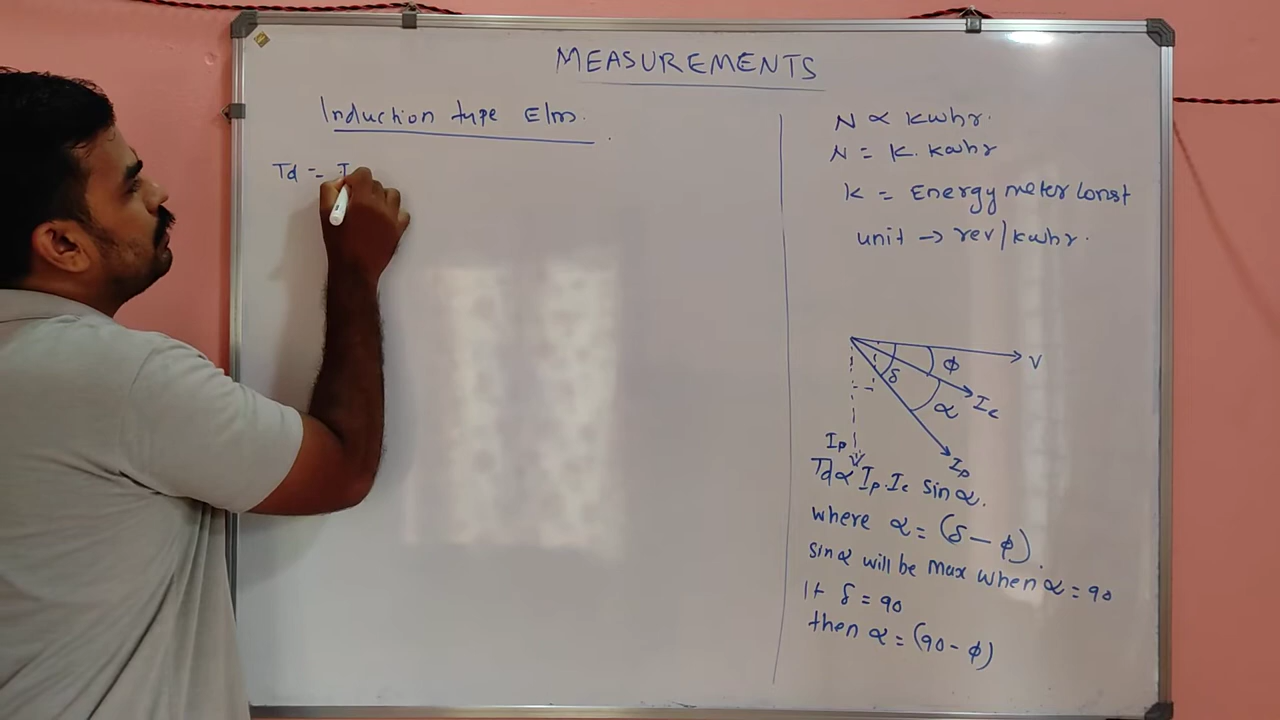 MEASUREMENTS
Induction type Elm.
Td = I
N ∝ kwhr.
N = K. kwhr
K = Energy meter Const
unit → rev/kwhr.
V
φ
δ
Ic
α
Ip
Ip
Td ∝ Ip. Ic sin α.
where α = (δ - φ).
sin α will be max when α = 90
If δ = 90
then α = (90 - φ)